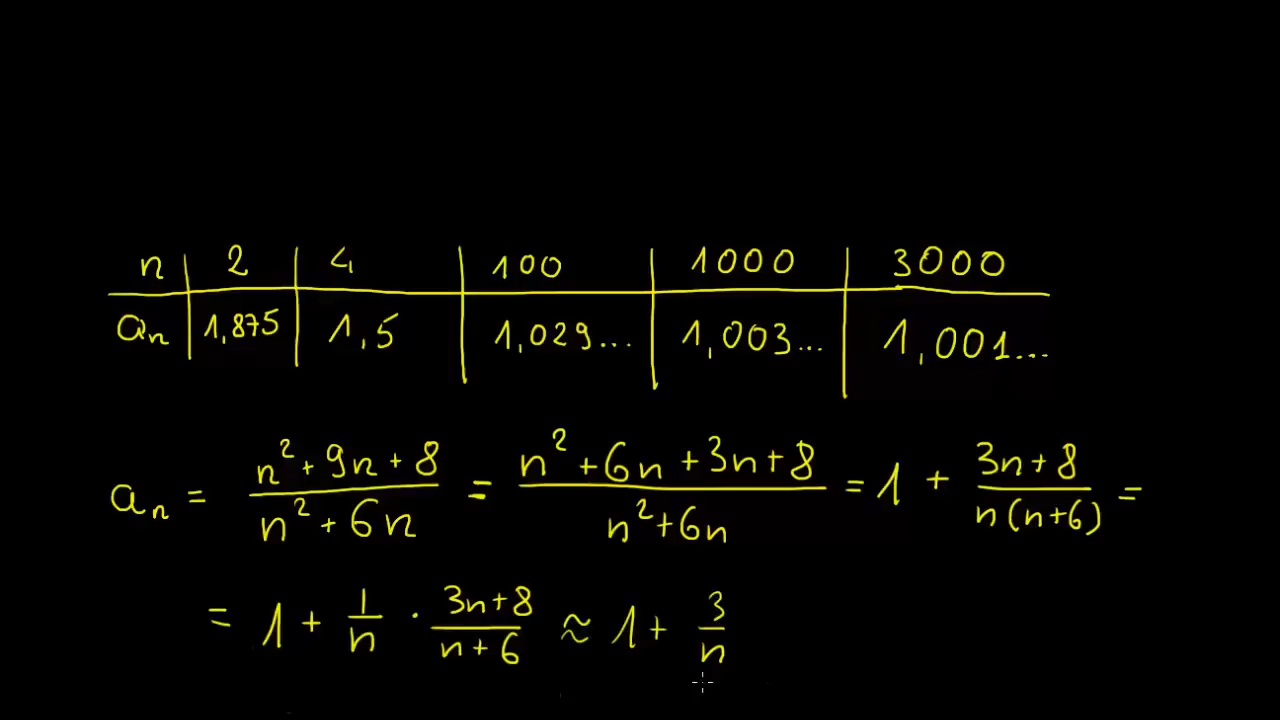 n | 2 | 4 | 100 | 1000 | 3000
aₙ | 1,875 | 1,5 | 1,029... | 1,003... | 1,001...
aₙ = (n²+9n+8)/(n²+6n) = (n²+6n+3n+8)/(n²+6n) = 1 + (3n+8)/(n(n+6)) =
= 1 + 1/n · (3n+8)/(n+6) ≈ 1 + 3/n